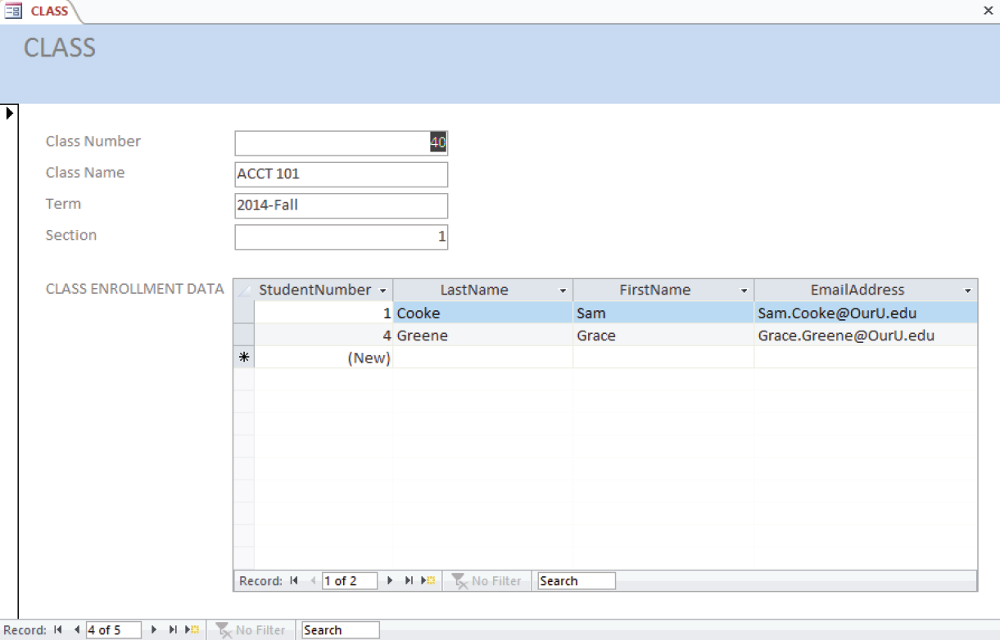 CLASS
CLASS
Class Number 40
Class Name ACCT 101
Term 2014-Fall
Section 1
CLASS ENROLLMENT DATA StudentNumber LastName FirstName EmailAddress
1 Cooke Sam Sam.Cooke@OurU.edu
4 Greene Grace Grace.Greene@OurU.edu
(New)
Record: 1 of 2 No Filter Search
Record: 4 of 5 No Filter Search